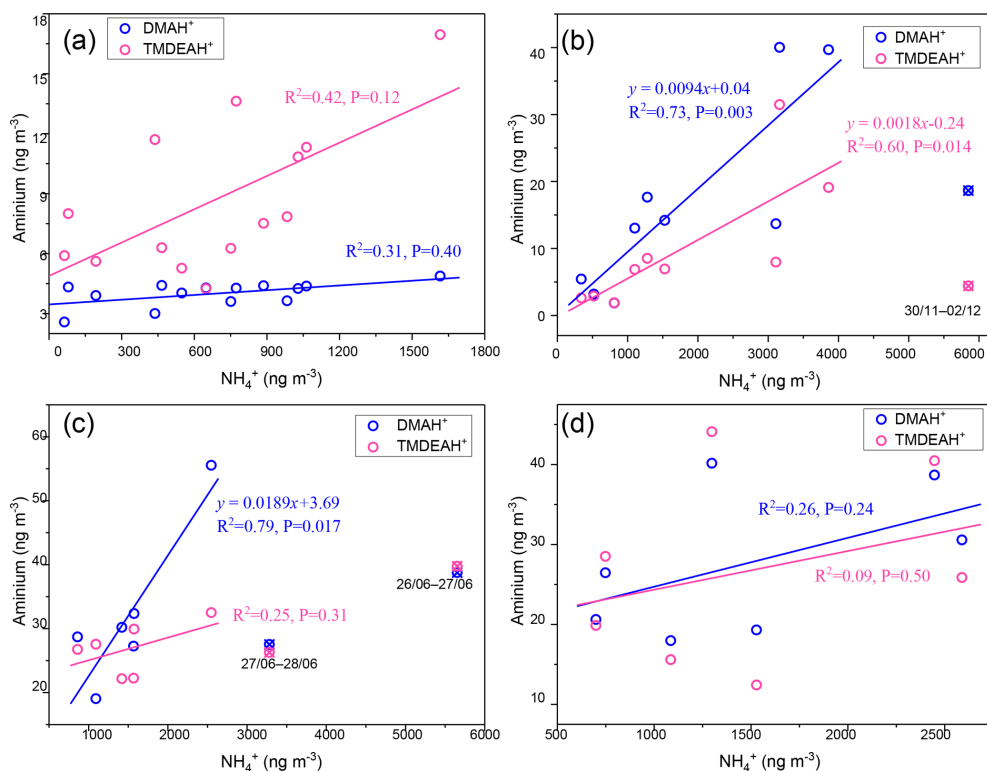 (a)
DMAH⁺
TMDEAH⁺
R²=0.42, P=0.12
R²=0.31, P=0.40
18
15
12
9
6
3
Aminium (ng m⁻³)
0 300 600 900 1200 1500 1800
NH₄⁺ (ng m⁻³)
(b)
DMAH⁺
TMDEAH⁺
y = 0.0094x+0.04
R²=0.73, P=0.003
y = 0.0018x-0.24
R²=0.60, P=0.014
30/11–02/12
40
30
20
10
0
Aminium (ng m⁻³)
0 1000 2000 3000 4000 5000 6000
NH₄⁺ (ng m⁻³)
(c)
DMAH⁺
TMDEAH⁺
y = 0.0189x+3.69
R²=0.79, P=0.017
26/06–27/06
R²=0.25, P=0.31
27/06–28/06
60
50
40
30
20
Aminium (ng m⁻³)
1000 2000 3000 4000 5000 6000
NH₄⁺ (ng m⁻³)
(d)
DMAH⁺
TMDEAH⁺
R²=0.26, P=0.24
R²=0.09, P=0.50
40
30
20
10
Aminium (ng m⁻³)
500 1000 1500 2000 2500
NH₄⁺ (ng m⁻³)